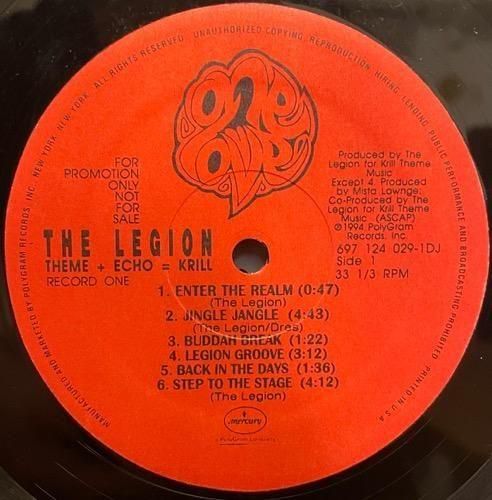 MANUFACTURED AND MARKETED BY POLYGRAM RECORDS, INC. NEW YORK, NEW YORK. ALL RIGHTS RESERVED. UNAUTHORIZED COPYING, REPRODUCTION, HIRING, LENDING, PUBLIC PERFORMANCE AND BROADCASTING PROHIBITED. PRINTED IN U.S.A.
one
love
FOR
PROMOTION
ONLY
NOT
FOR
SALE
Produced by The
Legion for Krill Theme
Music
Except 4. Produced
by Mista Lawnge:
Co-Produced by The
Legion for Krill Theme
Music (ASCAP)
℗1994 PolyGram
Records, Inc.
697 124 029-1DJ
Side 1
33 1/3 RPM
THE LEGION
THEME + ECHO = KRILL
RECORD ONE
1. ENTER THE REALM (0:47)
(The Legion)
2. JINGLE JANGLE (4:43)
(The Legion/Dres)
3. BUDDAH BREAK (1:22)
4. LEGION GROOVE (3:12)
5. BACK IN THE DAYS (1:36)
6. STEP TO THE STAGE (4:12)
(The Legion)
mercury
a PolyGram company